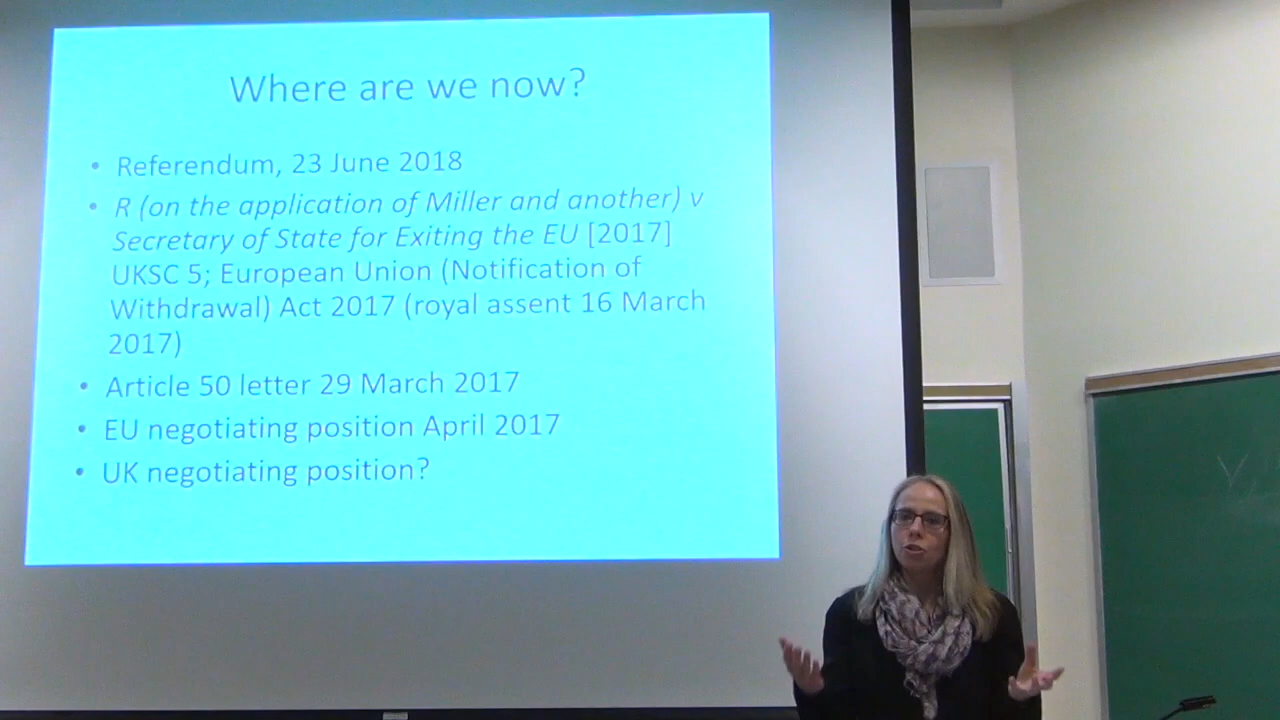 Where are we now?
• Referendum, 23 June 2018
• R (on the application of Miller and another) v
Secretary of State for Exiting the EU [2017]
UKSC 5; European Union (Notification of
Withdrawal) Act 2017 (royal assent 16 March
2017)
• Article 50 letter 29 March 2017
• EU negotiating position April 2017
• UK negotiating position?